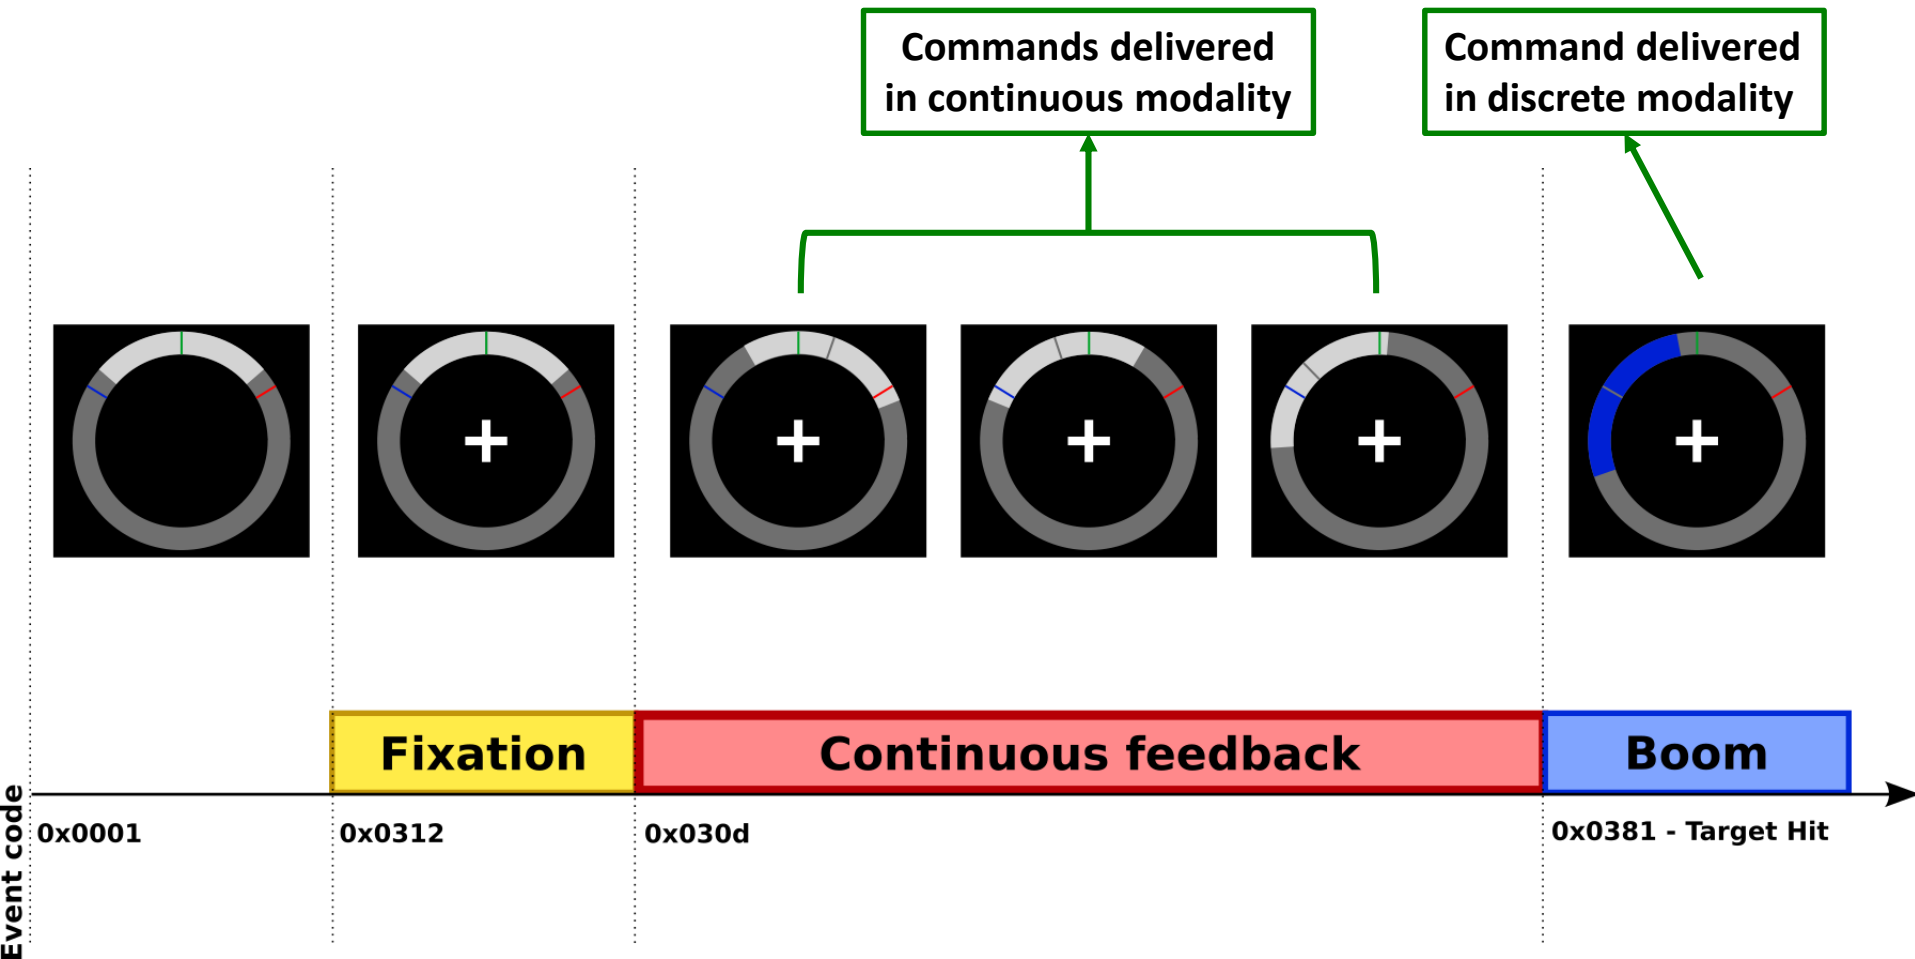 Commands delivered
in continuous modality
Command delivered
in discrete modality
Fixation
Continuous feedback
Boom
Event code
0x0001
0x0312
0x030d
0x0381 - Target Hit